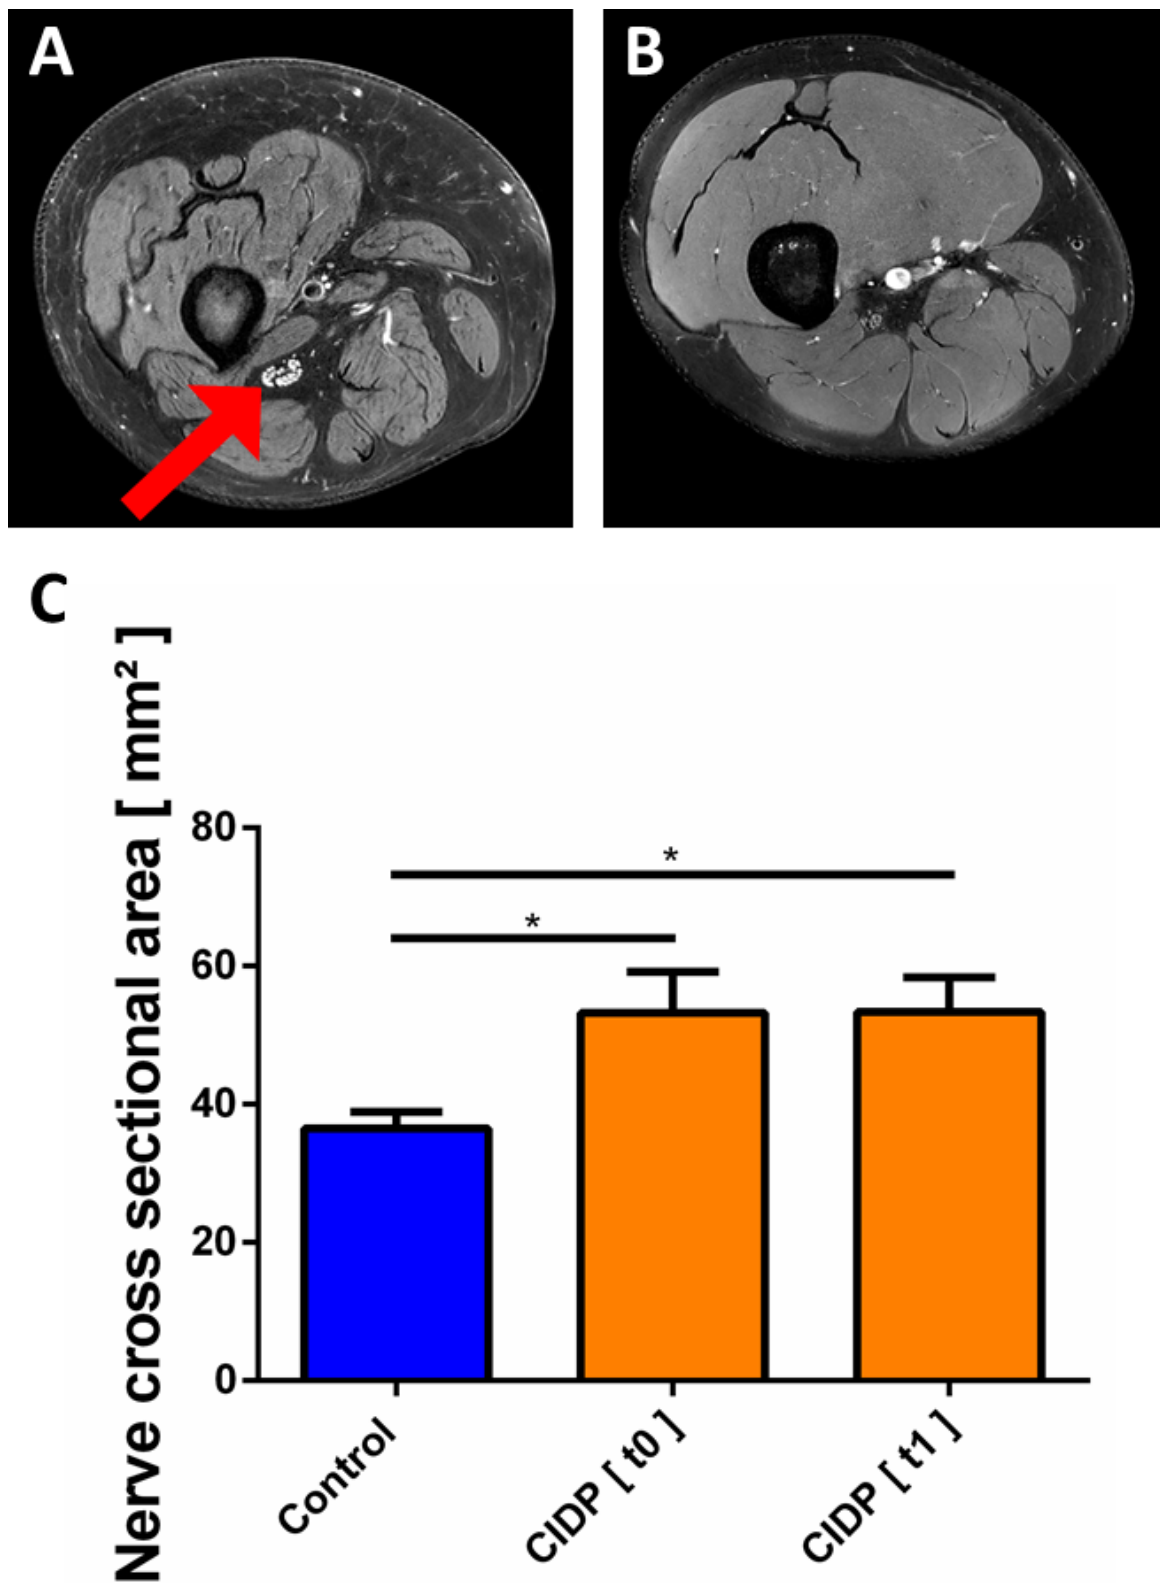 A
B
C
Nerve cross sectional area [ mm² ]
80
60
40
20
0
*
*
Control
CIDP [ t0 ]
CIDP [ t1 ]